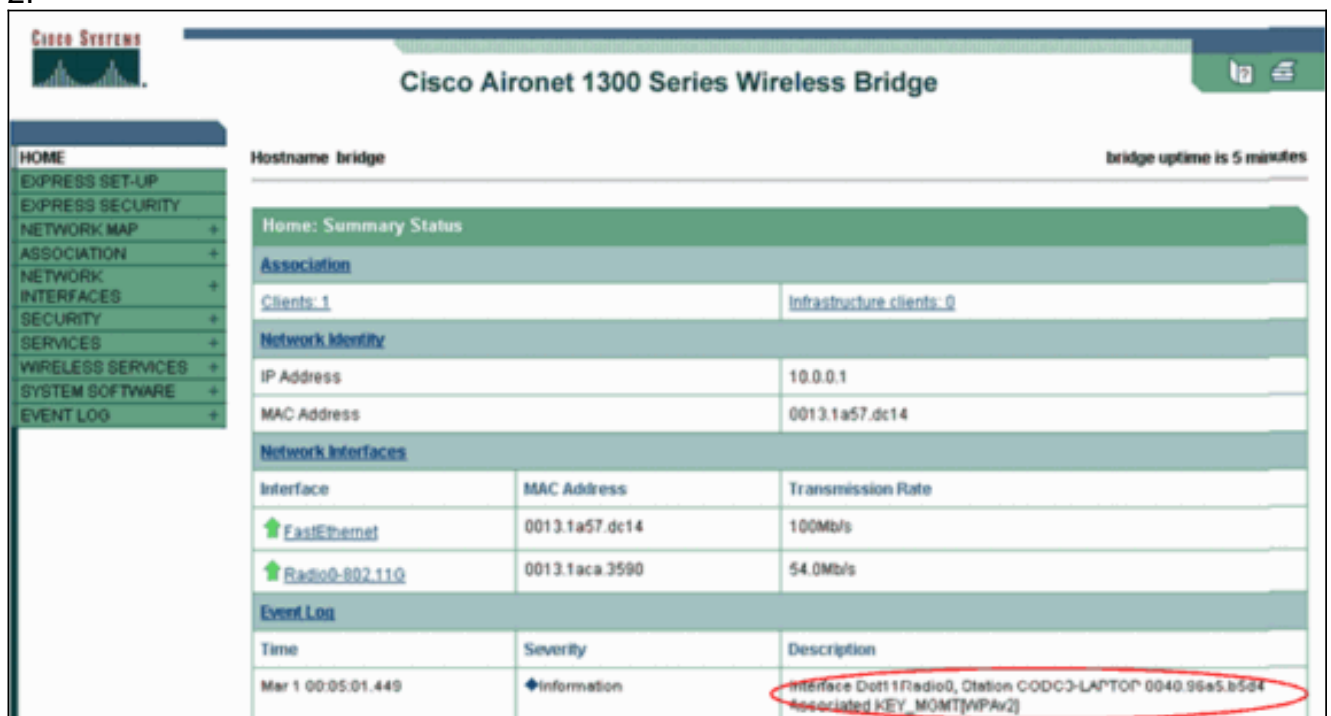 2.
CISCO SYSTEMS
Cisco Aironet 1300 Series Wireless Bridge
HOME
EXPRESS SET-UP
EXPRESS SECURITY
NETWORK MAP +
ASSOCIATION +
NETWORK
INTERFACES +
SECURITY +
SERVICES +
WIRELESS SERVICES +
SYSTEM SOFTWARE +
EVENT LOG +
Hostname bridge bridge uptime is 5 minutes
Home: Summary Status
Association
Clients: 1 Infrastructure clients: 0
Network Identity
IP Address 10.0.0.1
MAC Address 0013.1a57.dc14
Network Interfaces
Interface MAC Address Transmission Rate
FastEthernet 0013.1a57.dc14 100Mb/s
Radio0-802.11G 0013.1aca.3590 54.0Mb/s
Event Log
Time Severity Description
Mar 1 00:05:01.449 Information Interface Dot11Radio0, Station 0040.96a5.b5d4
Associated KEY_MGMT[WPAv2]